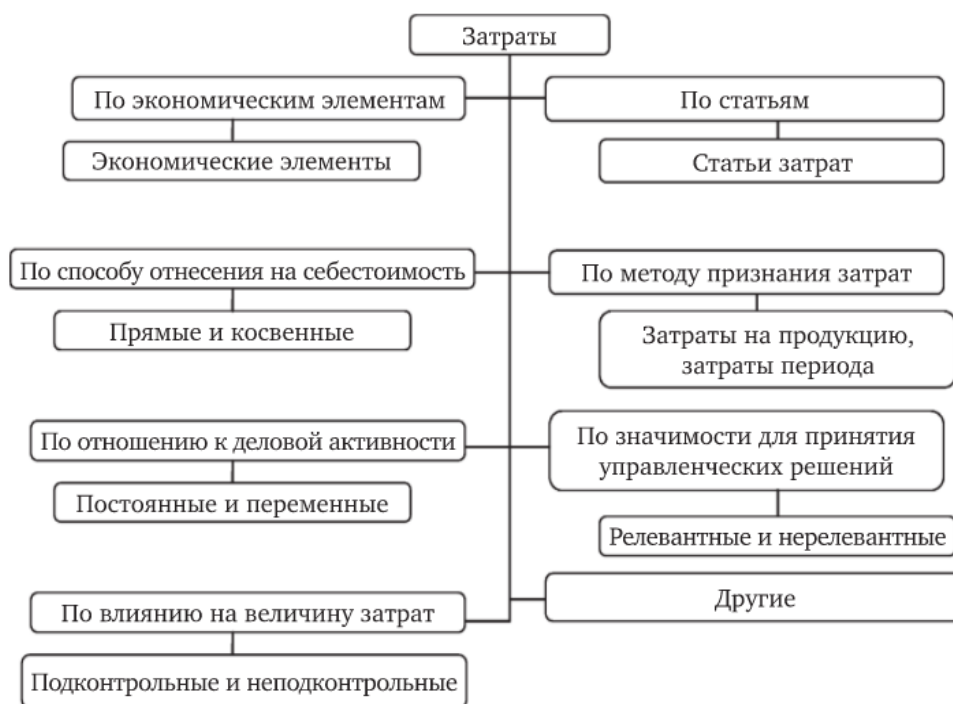 Затраты
По экономическим элементам
По статьям
Экономические элементы
Статьи затрат
По способу отнесения на себестоимость
По методу признания затрат
Прямые и косвенные
Затраты на продукцию,
затраты периода
По отношению к деловой активности
По значимости для принятия
управленческих решений
Постоянные и переменные
Релевантные и нерелевантные
По влиянию на величину затрат
Другие
Подконтрольные и неподконтрольные